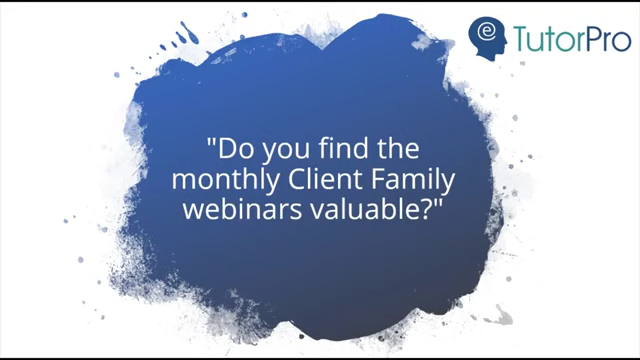 TutorPro
"Do you find the
monthly Client Family
webinars valuable?"